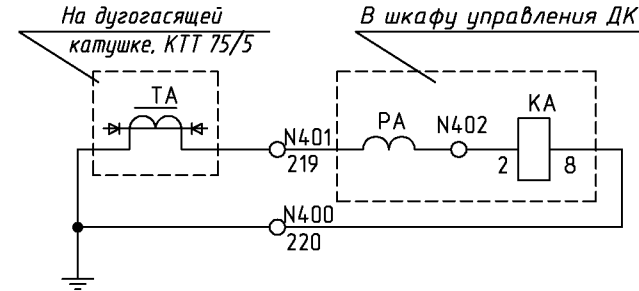 На дугогасящей
катушке, КТТ 75/5
В шкафу управления ДК
TA
PA
N402
KA
N401
219
2
8
N400
220